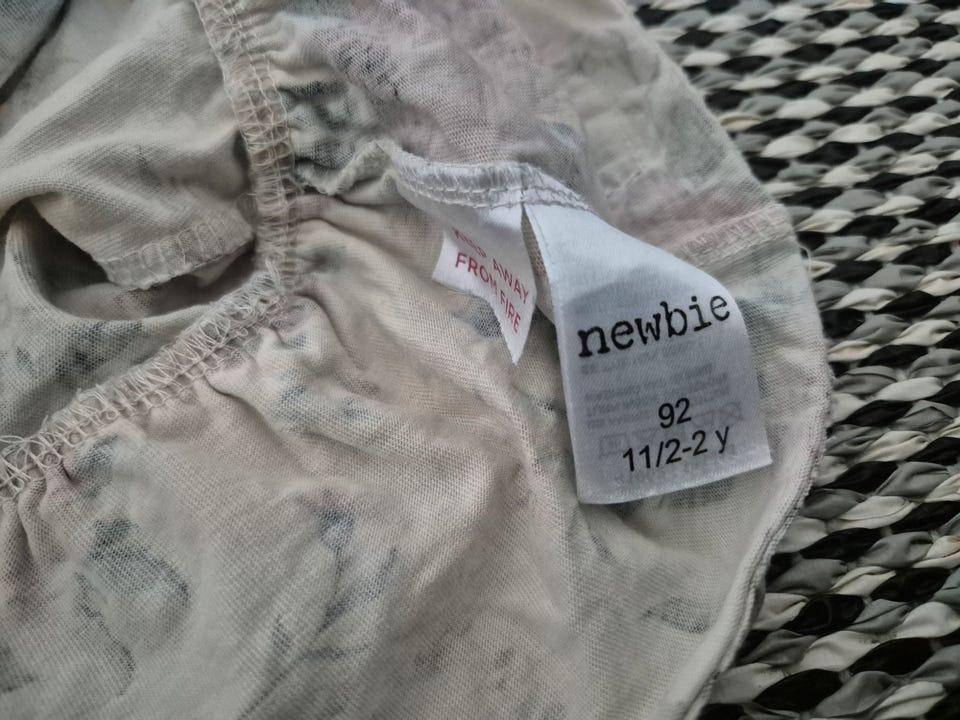 KEEP AWAY
FROM FIRE
newbie
92
11/2-2 y